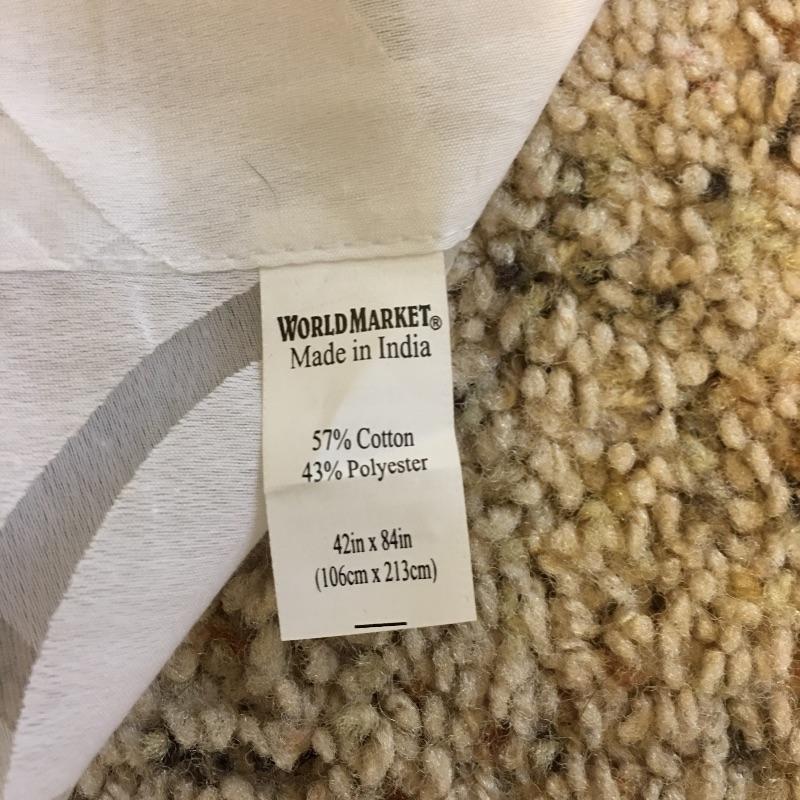 WORLD MARKET®
Made in India
57% Cotton
43% Polyester
42in x 84in
(106cm x 213cm)